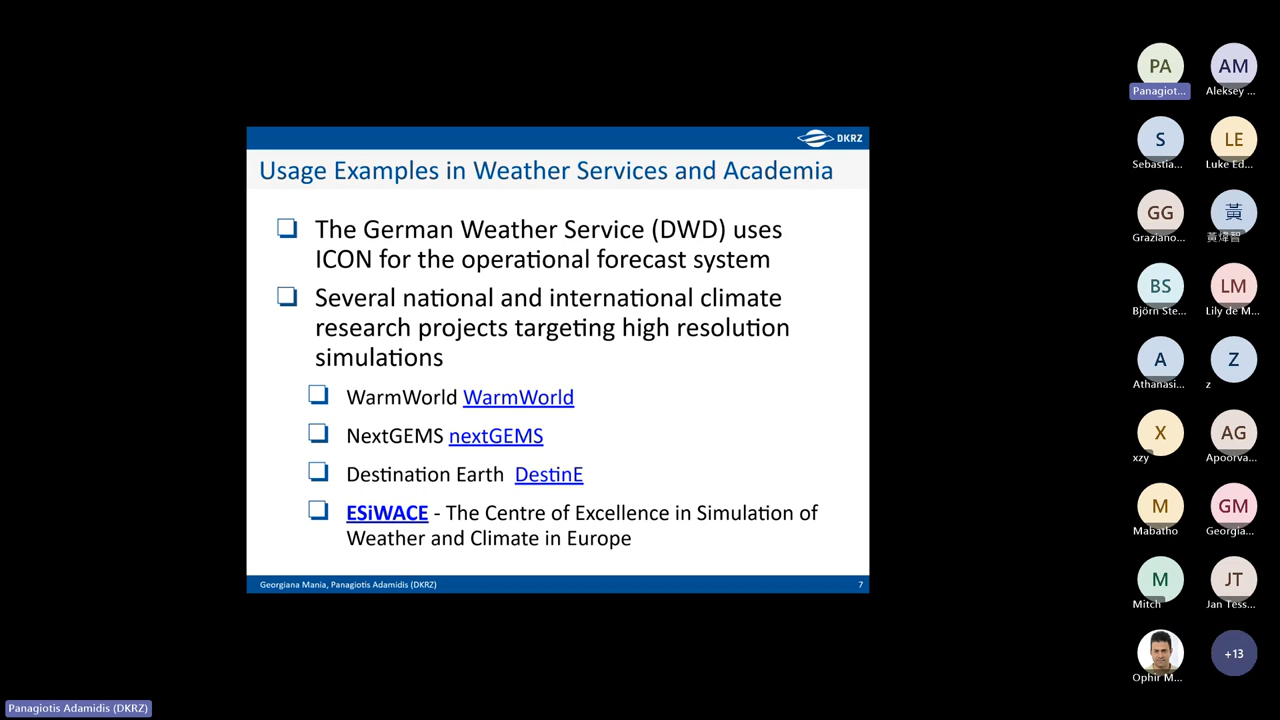 DKRZ
Usage Examples in Weather Services and Academia
The German Weather Service (DWD) uses
ICON for the operational forecast system
Several national and international climate
research projects targeting high resolution
simulations
WarmWorld WarmWorld
NextGEMS nextGEMS
Destination Earth DestinE
ESiWACE - The Centre of Excellence in Simulation of
Weather and Climate in Europe
Georgiana Mania, Panagiotis Adamidis (DKRZ)
7
PA
Panagiot...
AM
Aleksey ...
S
Sebastia...
LE
Luke Ed...
GG
Graziano...
黃
黃煒智
BS
Björn Ste...
LM
Lily de M...
A
Athanasi...
Z
z
X
xzy
AG
Apoorva...
M
Mabatho
GM
Georgia...
M
Mitch
JT
Jan Tess...
Ophir M...
+13
Panagiotis Adamidis (DKRZ)